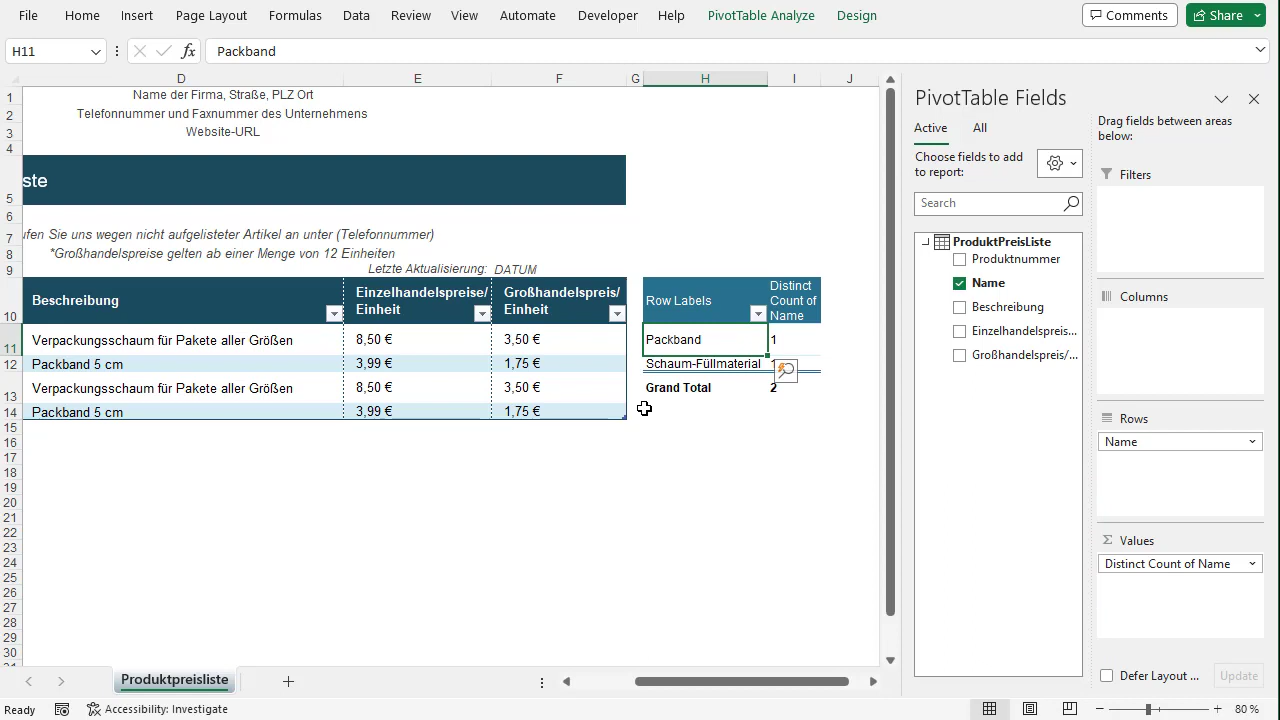 File Home Insert Page Layout Formulas Data Review View Automate Developer Help PivotTable Analyze Design Comments Share
H11 fx Packband
D E F G H I J
1 Name der Firma, Straße, PLZ Ort
2 Telefonnummer und Faxnummer des Unternehmens
3 Website-URL
4
5 ste
6
7 ufen Sie uns wegen nicht aufgelisteter Artikel an unter (Telefonnummer)
8 *Großhandelspreise gelten ab einer Menge von 12 Einheiten
9 Letzte Aktualisierung: DATUM
10 Beschreibung Einzelhandelspreise/ Einheit Großhandelspreis/ Einheit Row Labels Distinct Count of Name
11 Verpackungsschaum für Pakete aller Größen 8,50 € 3,50 € Packband 1
12 Packband 5 cm 3,99 € 1,75 € Schaum-Füllmaterial
13 Verpackungsschaum für Pakete aller Größen 8,50 € 3,50 € Grand Total 2
14 Packband 5 cm 3,99 € 1,75 €
15
16
17
18
19
20
21
22
23
24
25
26
27
28
29
30
Produktpreisliste
Ready Accessibility: Investigate 80 %
PivotTable Fields
Active All
Choose fields to add
to report:
Search
ProduktPreisListe
Produktnummer
Name
Beschreibung
Einzelhandelspreis...
Großhandelspreis/...
Drag fields between areas
below:
Filters
Columns
Rows
Name
Σ Values
Distinct Count of Name
Defer Layout ... Update